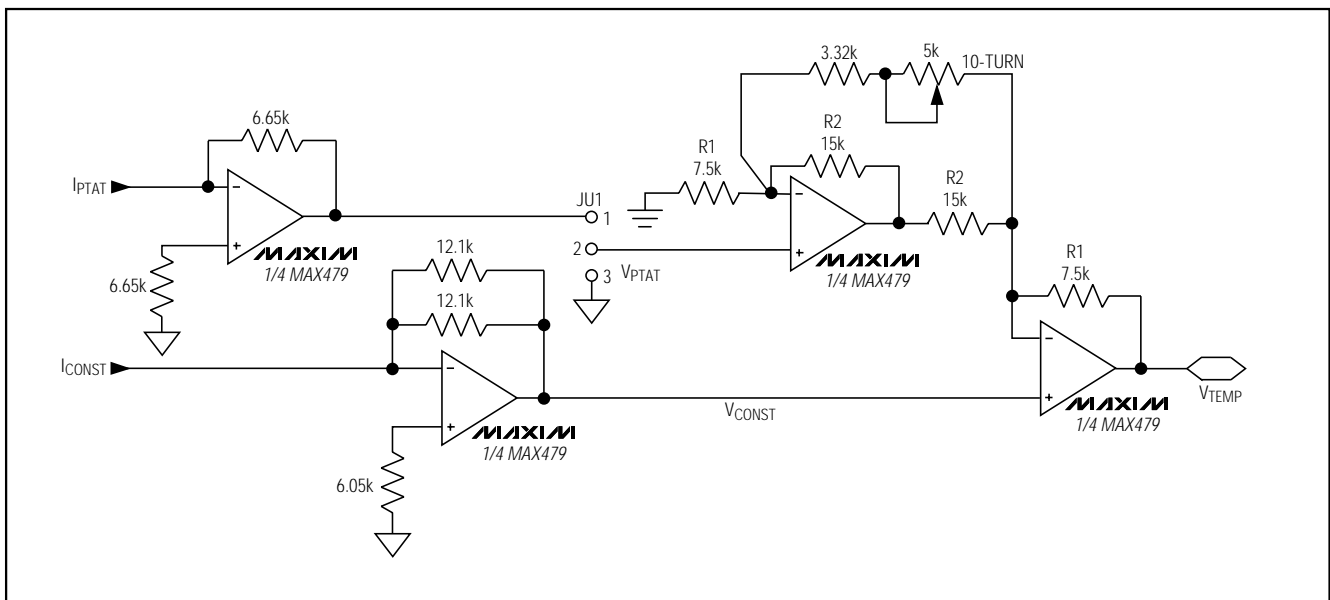 3.32k
5k
10-TURN
6.65k
R2
15k
R1
7.5k
R2
15k
IPTAT
−
+
MAXIM
1/4 MAX479
6.65k
JU1
1
2
3
VPTAT
−
+
MAXIM
1/4 MAX479
12.1k
12.1k
R1
7.5k
ICONST
−
+
MAXIM
1/4 MAX479
6.05k
VCONST
−
+
MAXIM
1/4 MAX479
VTEMP